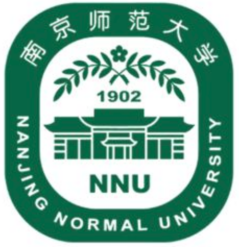 南京师范大学
1902
NNU
NANJING NORMAL UNIVERSITY